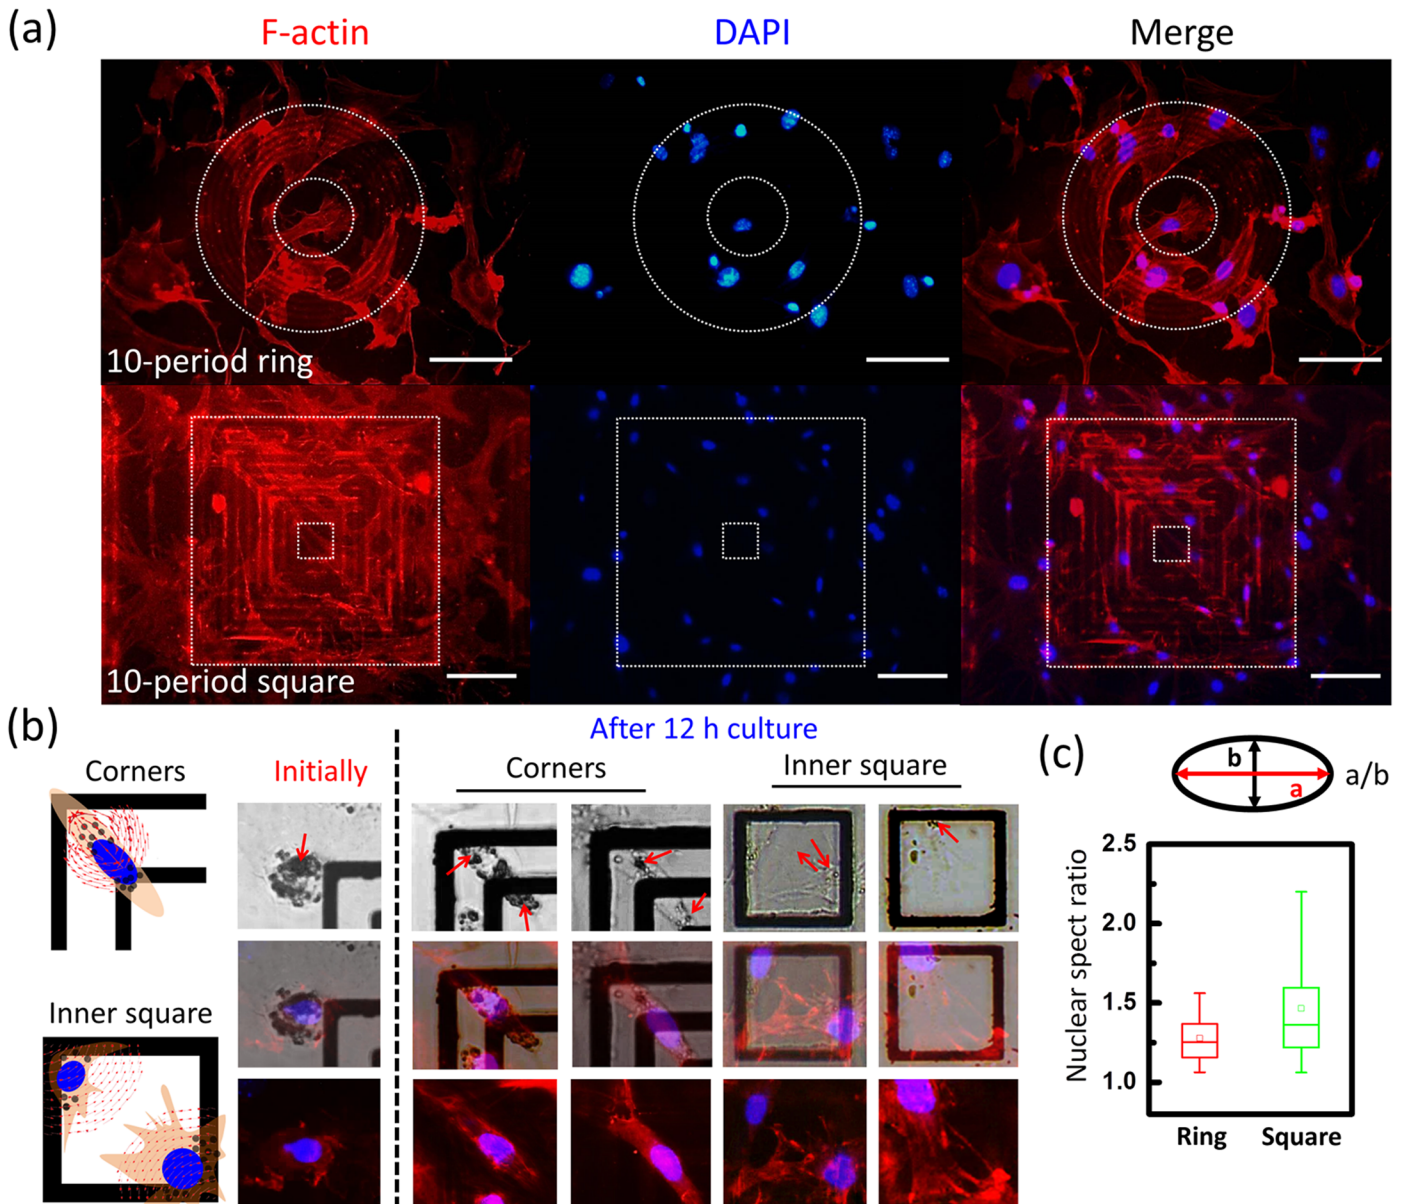 (a)
F-actin
DAPI
Merge
10-period ring
10-period square
(b)
After 12 h culture
Corners
Initially
Corners
Inner square
Inner square
(c)
b
a
a/b
Nuclear spect ratio
2.5
2.0
1.5
1.0
Ring
Square